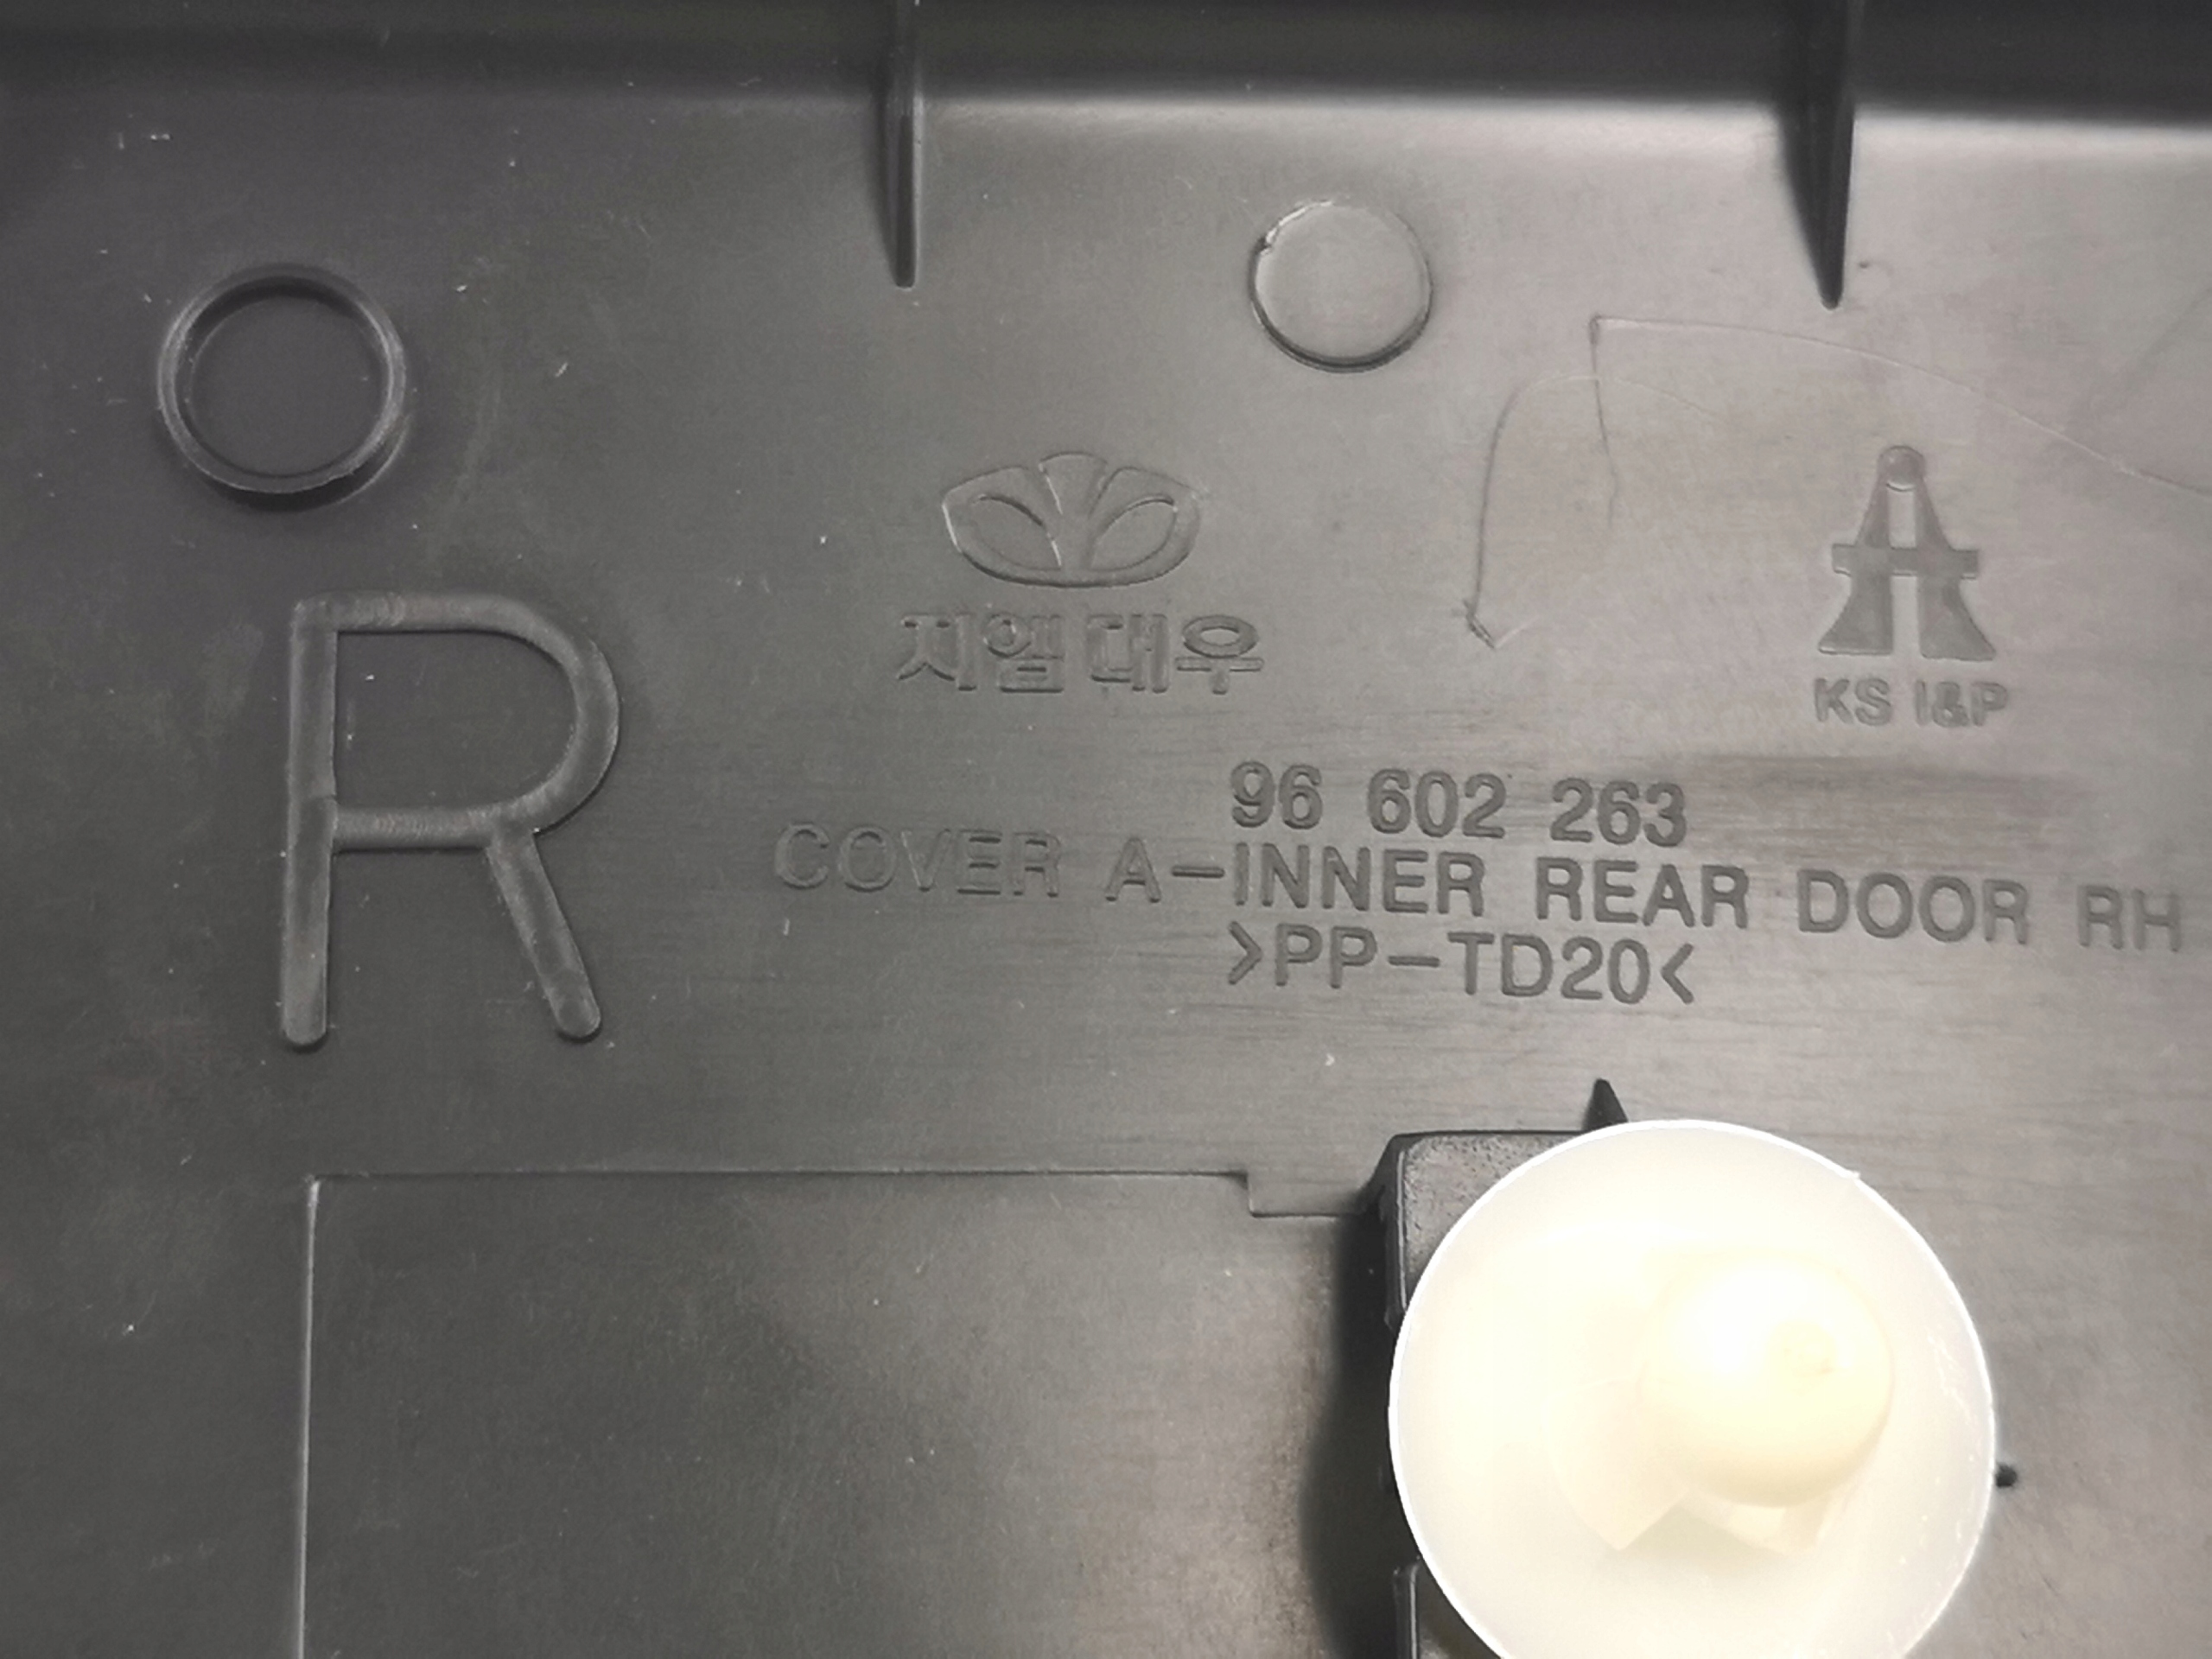 R
지엠대우
KS I&P
96 602 263
COVER A-INNER REAR DOOR RH
>PP-TD20<